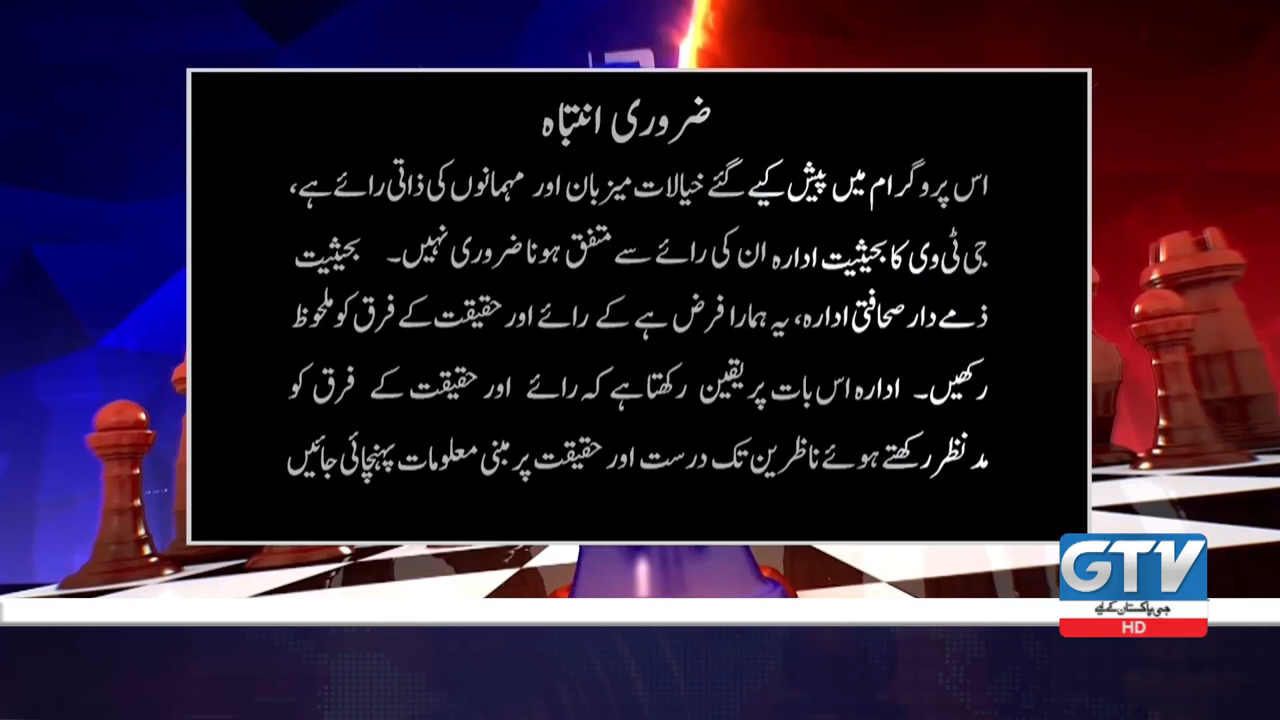 ضروری انتباہ
اس پروگرام میں پیش کیے گئے خیالات میزبان اور مہمانوں کی ذاتی رائے ہے،
جی ٹی وی کا بحیثیت ادارہ ان کی رائے سے متفق ہونا ضروری نہیں۔ بحیثیت
ذمے دار صحافتی ادارہ، یہ ہمارا فرض ہے کے رائے اور حقیقت کے فرق کو ملحوظ
رکھیں۔ ادارہ اس بات پر یقین رکھتا ہے کہ رائے اور حقیقت کے فرق کو
مد نظر رکھتے ہوئے ناظرین تک درست اور حقیقت پر مبنی معلومات پہنچائی جائیں
GTV
جی پاکستان کے لیے
HD